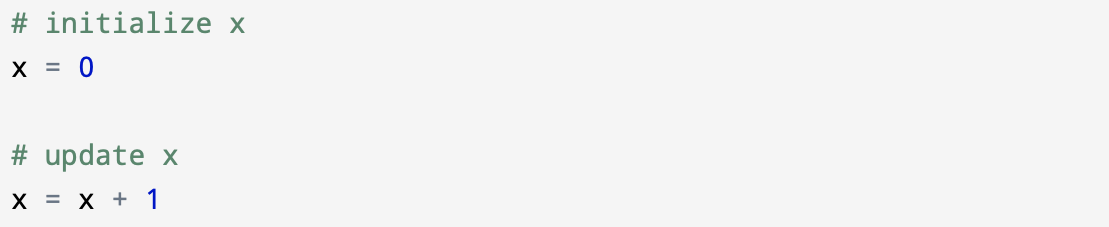 # initialize x
x = 0
# update x
x = x + 1